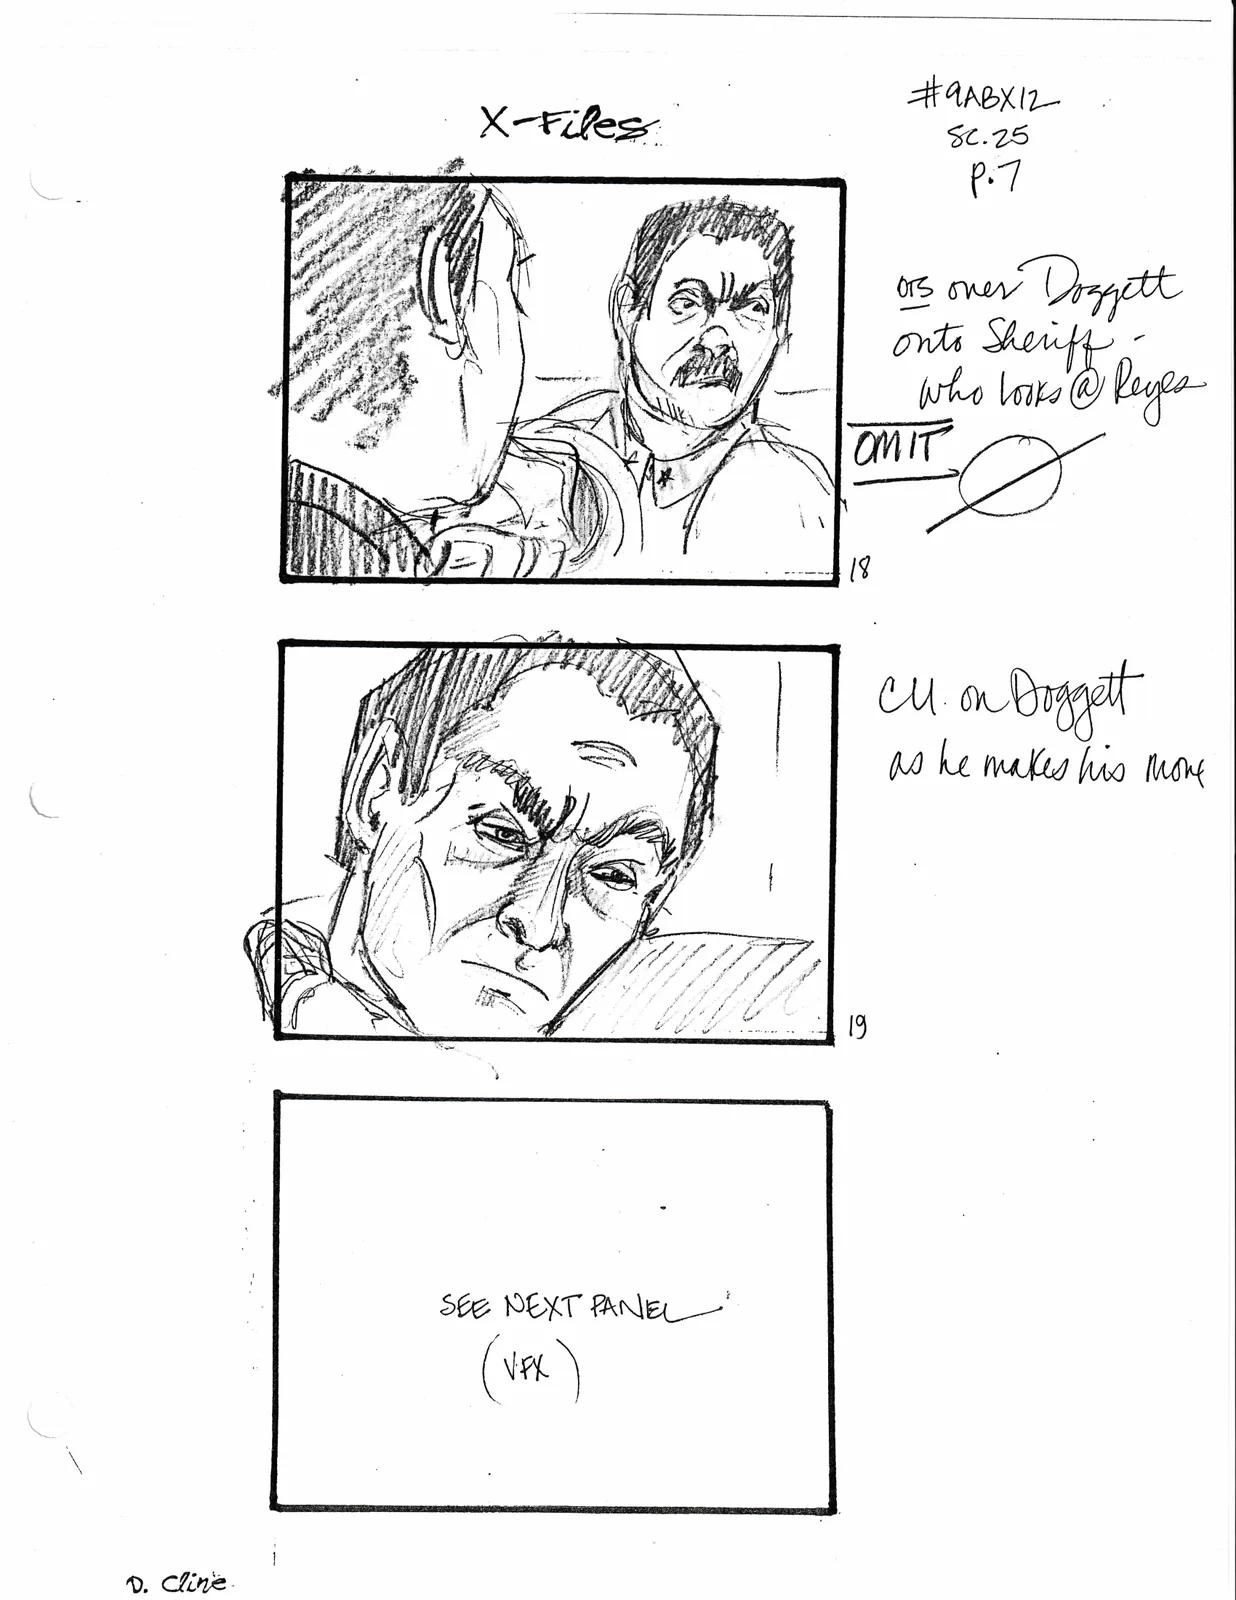 X-Files
#9ABX12
SC.25
P.7
OTS over Doggett
onto Sheriff -
who looks @ Reyes
OMIT
18
CU. on Doggett
as he makes his move
19
SEE NEXT PANEL
(VFX)
D. Cline